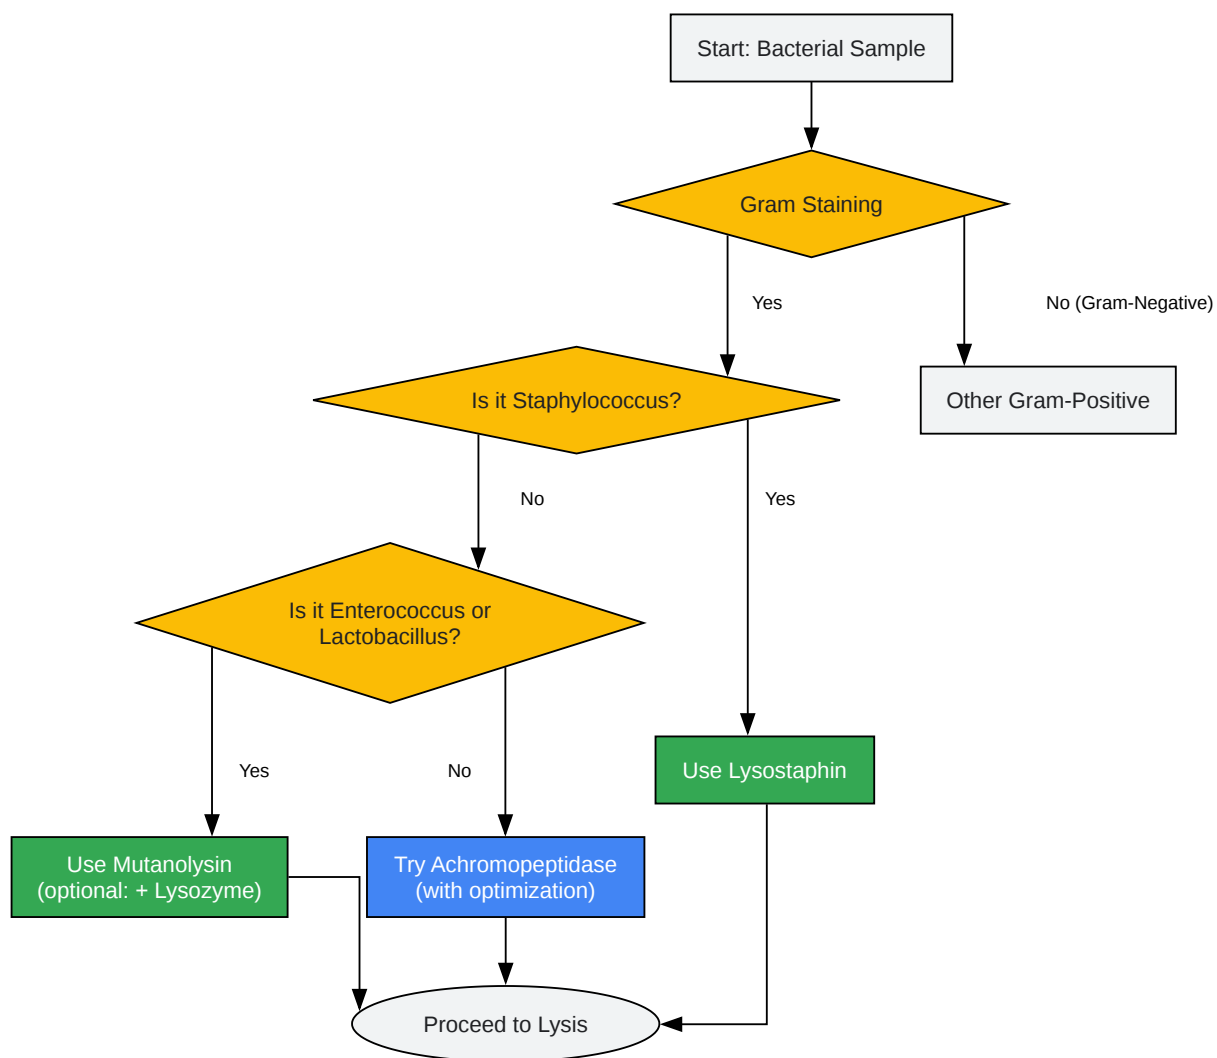 Start: Bacterial Sample
Gram Staining
Yes
No (Gram-Negative)
Is it Staphylococcus?
Other Gram-Positive
No
Yes
Is it Enterococcus or
Lactobacillus?
Yes
No
Use Lysostaphin
Use Mutanolysin
(optional: + Lysozyme)
Try Achromopeptidase
(with optimization)
Proceed to Lysis